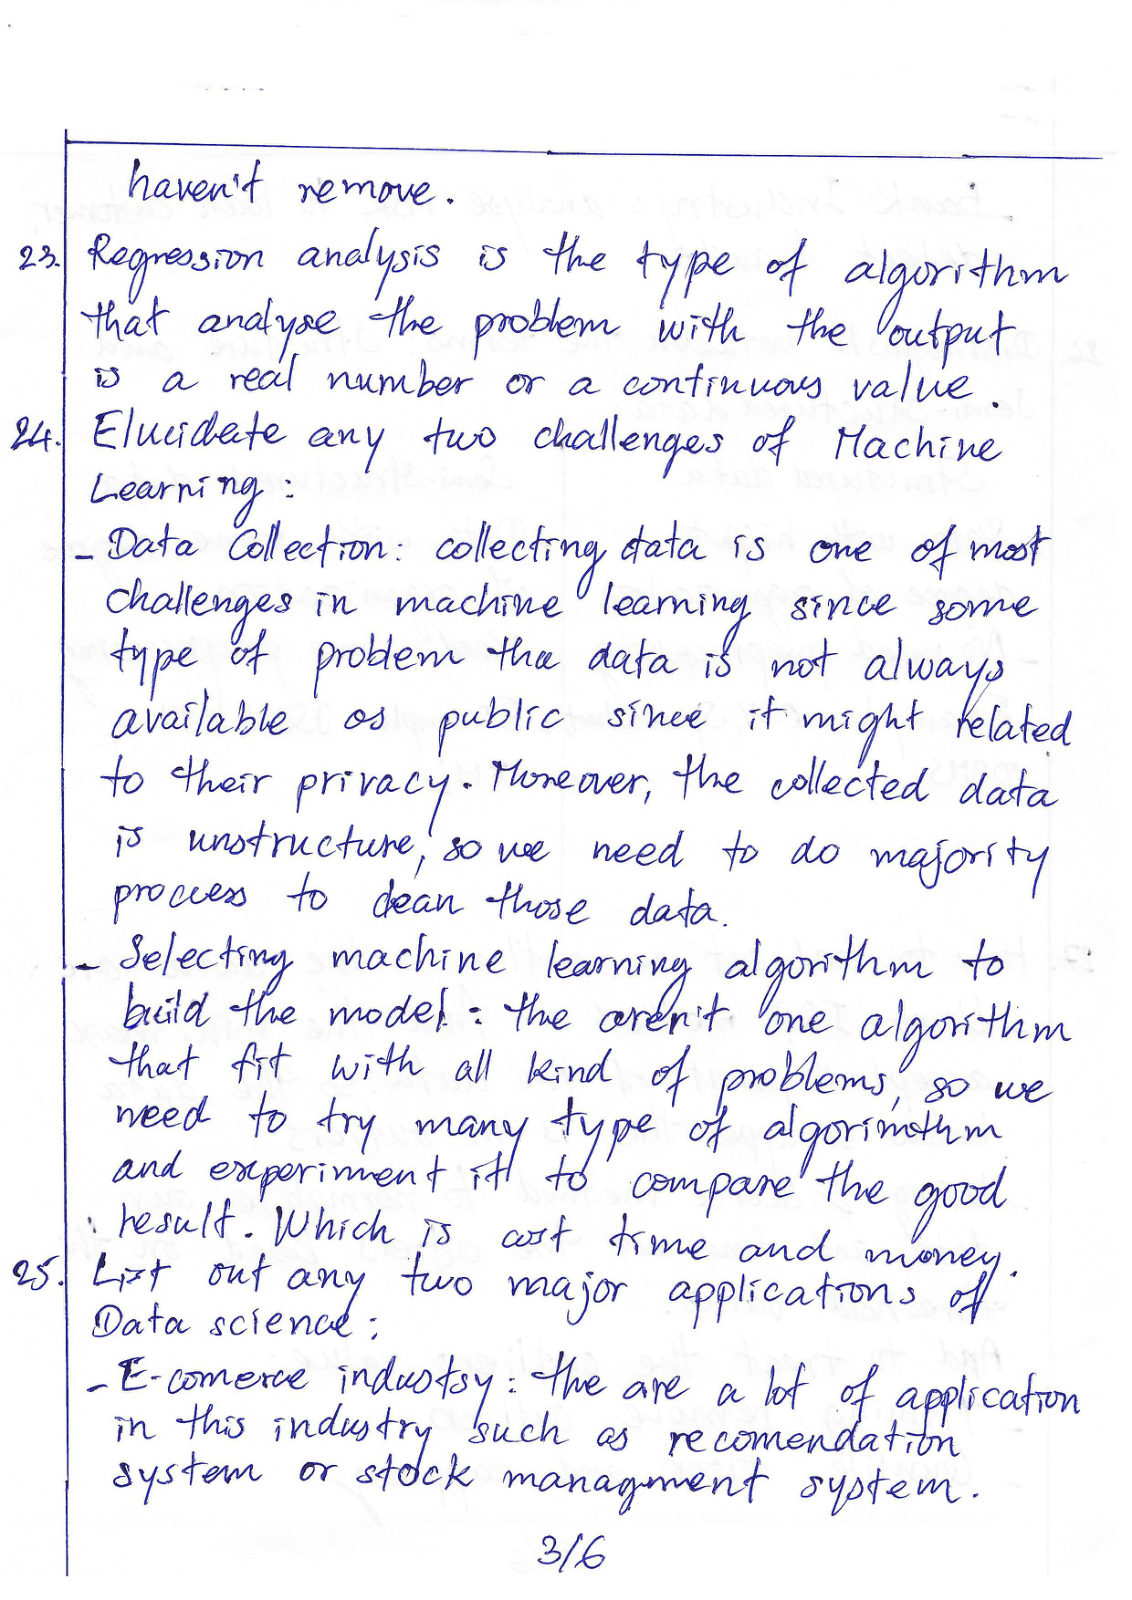 haven't remove.
23. Regression analysis is the type of algorithm
that analyse the problem with the output
is a real number or a continuous value.
24. Elucidate any two challenges of Machine
Learning:
- Data Collection: collecting data is one of most
challenges in machine learning since some
type of problem the data is not always
available as public, since it might related
to their privacy. Moreover, the collected data
is unstructure, so we need to do majority
process to clean those data.
- Selecting machine learning algorithm to
build the model: the aren't one algorithm
that fit with all kind of problems, so we
need to try many type of algorimthm
and experiment it to compare the good
result. Which is cost time and money.
25. List out any two major applications of
Data science:
- E-comerce industsy: the are a lot of application
in this industry such as recomendation
system or stock managment system.
3/6